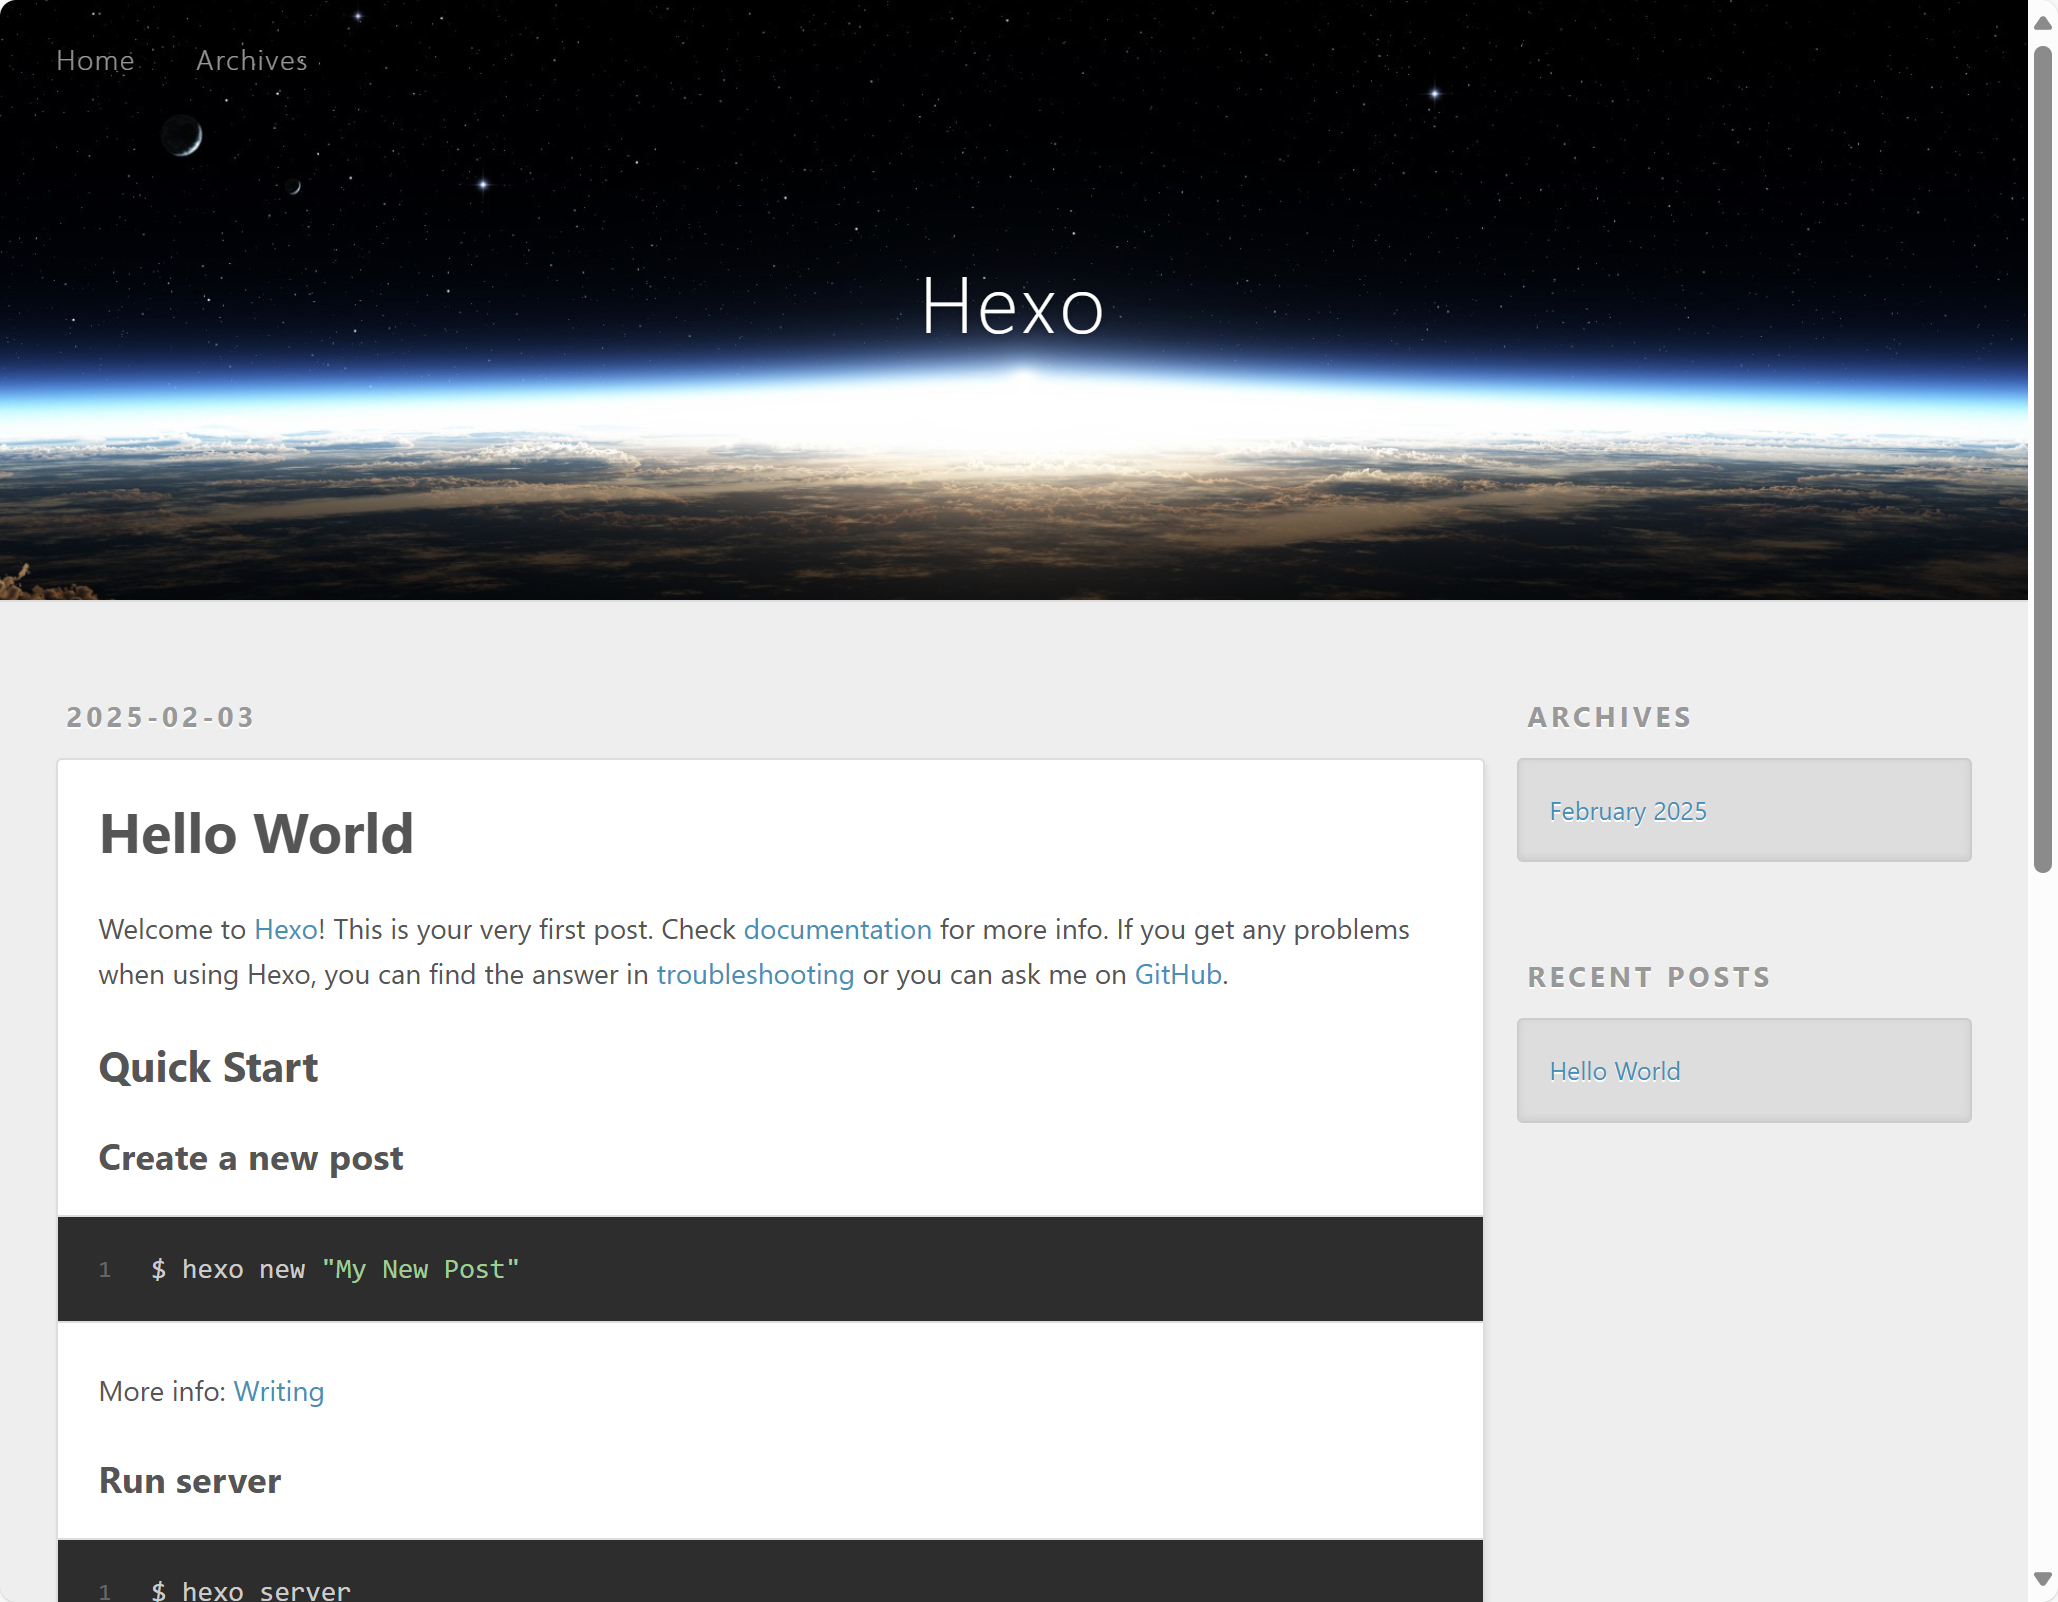 Home Archives
Hexo
2025-02-03
Hello World
Welcome to Hexo! This is your very first post. Check documentation for more info. If you get any problems
when using Hexo, you can find the answer in troubleshooting or you can ask me on GitHub.
Quick Start
Create a new post
1 $ hexo new "My New Post"
More info: Writing
Run server
1 $ hexo server
ARCHIVES
February 2025
RECENT POSTS
Hello World